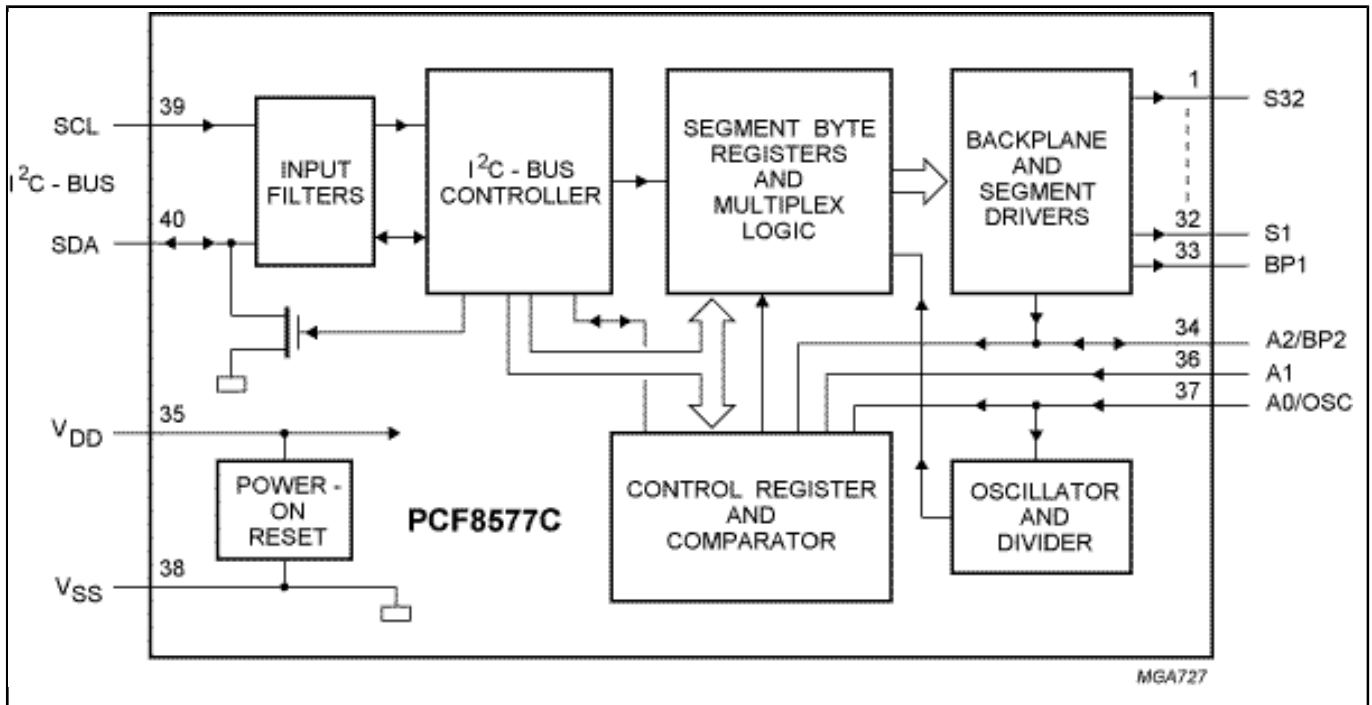 39
SCL
I²C - BUS
40
SDA
INPUT
FILTERS
I²C - BUS
CONTROLLER
SEGMENT BYTE
REGISTERS
AND
MULTIPLEX
LOGIC
BACKPLANE
AND
SEGMENT
DRIVERS
1
S32
32
S1
33
BP1
34
A2/BP2
36
A1
37
A0/OSC
35
VDD
POWER -
ON
RESET
38
VSS
PCF8577C
CONTROL REGISTER
AND
COMPARATOR
OSCILLATOR
AND
DIVIDER
MGA727